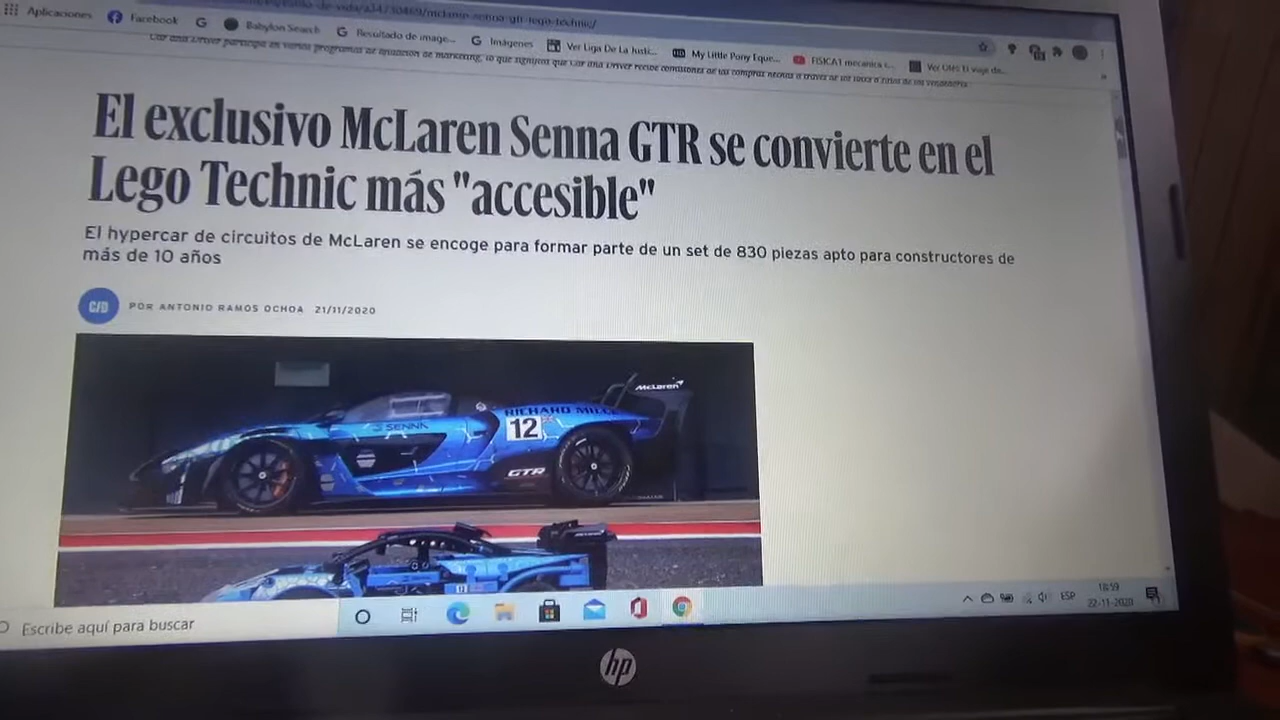 Aplicaciones
Facebook
Babylon Search
Resultado de image...
Imágenes
Ver Liga De La Justi...
My Little Pony Eque...
FISICA1 mecanica
El exclusivo McLaren Senna GTR se convierte en el
Lego Technic más "accesible"
El hypercar de circuitos de McLaren se encoge para formar parte de un set de 830 piezas apto para constructores de
más de 10 años
C/D
POR ANTONIO RAMOS OCHOA 21/11/2020
McLaren
RICHARD MILLE
SENNA
12
GTR
Escribe aquí para buscar
ESP
18:59
22-11-2020
hp